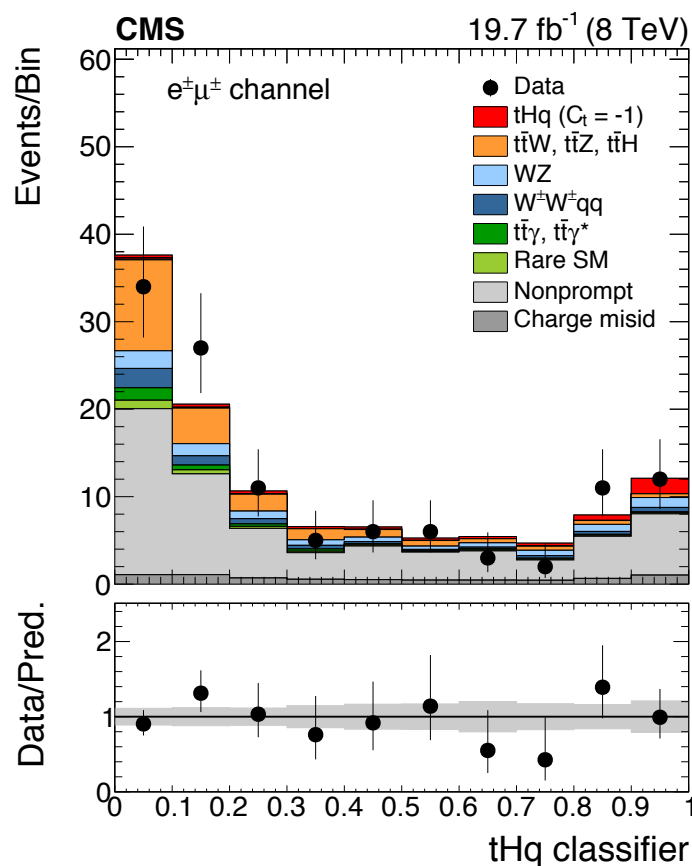 CMS 19.7 fb⁻¹ (8 TeV)
e±μ± channel
Data
tHq (Cₜ = -1)
tt̄W, tt̄Z, tt̄H
WZ
W±W±qq
tt̄γ, tt̄γ*
Rare SM
Nonprompt
Charge misid
Events/Bin
60
50
40
30
20
10
0
Data/Pred.
2
1
0
0 0.1 0.2 0.3 0.4 0.5 0.6 0.7 0.8 0.9 1
tHq classifier